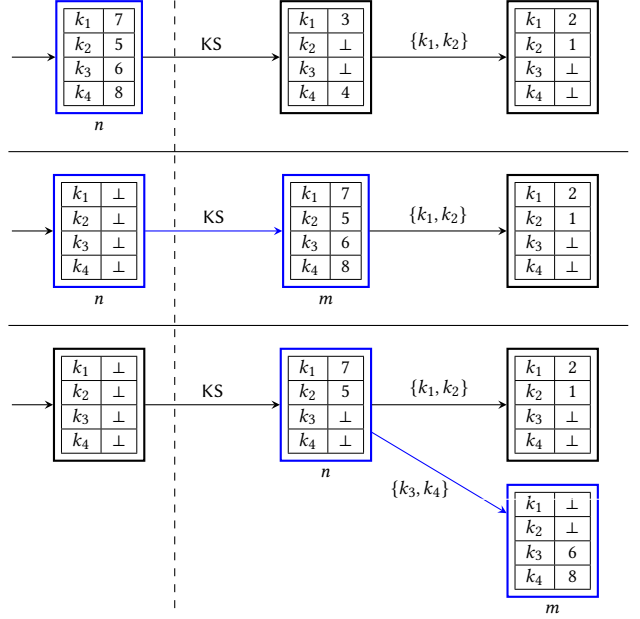 k₁ 7 KS k₁ 3 {k₁, k₂} k₁ 2
k₂ 5 k₂ ⊥ k₂ 1
k₃ 6 k₃ ⊥ k₃ ⊥
k₄ 8 k₄ 4 k₄ ⊥
n
k₁ ⊥ KS k₁ 7 {k₁, k₂} k₁ 2
k₂ ⊥ k₂ 5 k₂ 1
k₃ ⊥ k₃ 6 k₃ ⊥
k₄ ⊥ k₄ 8 k₄ ⊥
n m
k₁ ⊥ KS k₁ 7 {k₁, k₂} k₁ 2
k₂ ⊥ k₂ 5 k₂ 1
k₃ ⊥ k₃ ⊥ k₃ ⊥
k₄ ⊥ k₄ ⊥ k₄ ⊥
n
{k₃, k₄} k₁ ⊥
k₂ ⊥
k₃ 6
k₄ 8
m